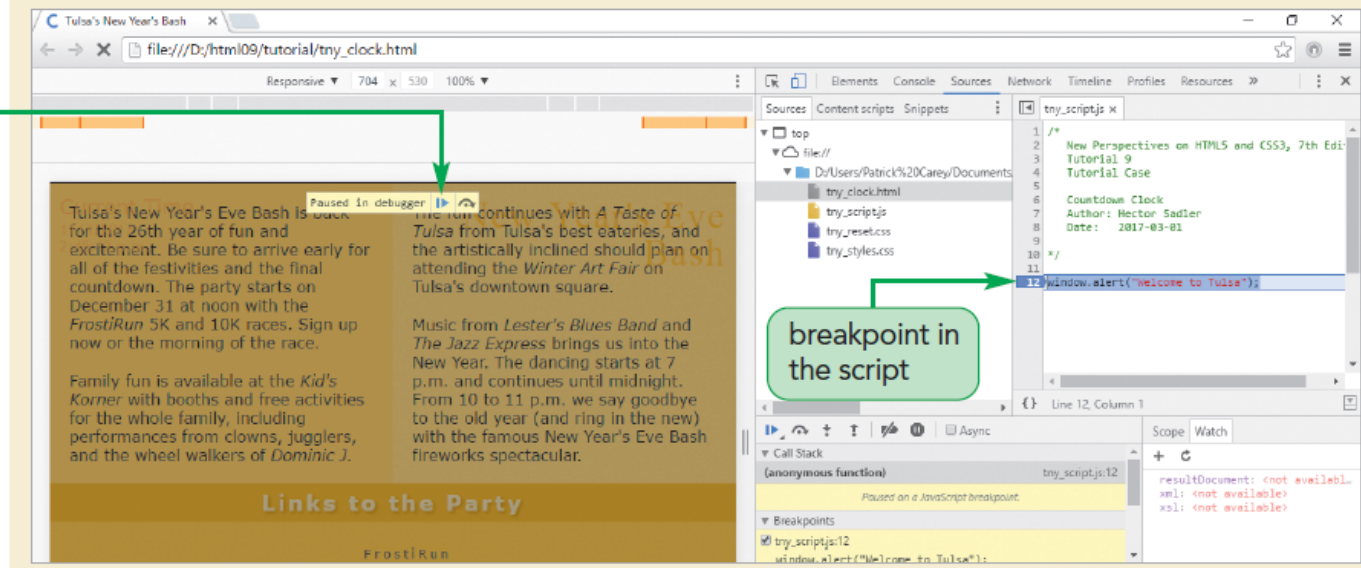 Tulsa's New Year's Bash
file:///D:/html09/tutorial/tny_clock.html
Responsive ▼ 704 x 530 100% ▼
Paused in debugger
Current Time
New Year's Eve
Bash
Tulsa's New Year's Eve Bash is back
for the 26th year of fun and
excitement. Be sure to arrive early for
all of the festivities and the final
countdown. The party starts on
December 31 at noon with the
FrostiRun 5K and 10K races. Sign up
now or the morning of the race.
Family fun is available at the Kid's
Korner with booths and free activities
for the whole family, including
performances from clowns, jugglers,
and the wheel walkers of Dominic J.
The fun continues with A Taste of
Tulsa from Tulsa's best eateries, and
the artistically inclined should plan on
attending the Winter Art Fair on
Tulsa's downtown square.
Music from Lester's Blues Band and
The Jazz Express brings us into the
New Year. The dancing starts at 7
p.m. and continues until midnight.
From 10 to 11 p.m. we say goodbye
to the old year (and ring in the new)
with the famous New Year's Eve Bash
fireworks spectacular.
Links to the Party
FrostiRun
Elements Console Sources Network Timeline Profiles Resources »
Sources Content scripts Snippets
top
file://
D:/Users/Patrick%20Carey/Documents
tny_clock.html
tny_script.js
tny_reset.css
tny_styles.css
breakpoint in
the script
tny_script.js ×
1 /*
2 New Perspectives on HTML5 and CSS3, 7th Edi
3 Tutorial 9
4 Tutorial Case
5
6 Countdown Clock
7 Author: Hector Sadler
8 Date: 2017-03-01
9
10 */
11
12 window.alert("Welcome to Tulsa");
{} Line 12, Column 1
Async
Call Stack
(anonymous function) tny_script.js:12
Paused on a JavaScript breakpoint.
Breakpoints
tny_script.js:12
window.alert("Welcome to Tulsa");
Scope Watch
resultDocument: <not availabl…
xml: <not available>
xsl: <not available>